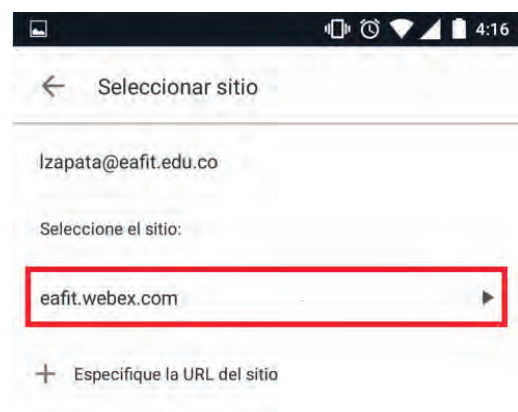 4:16
Seleccionar sitio
lzapata@eafit.edu.co
Seleccione el sitio:
eafit.webex.com
Especifique la URL del sitio